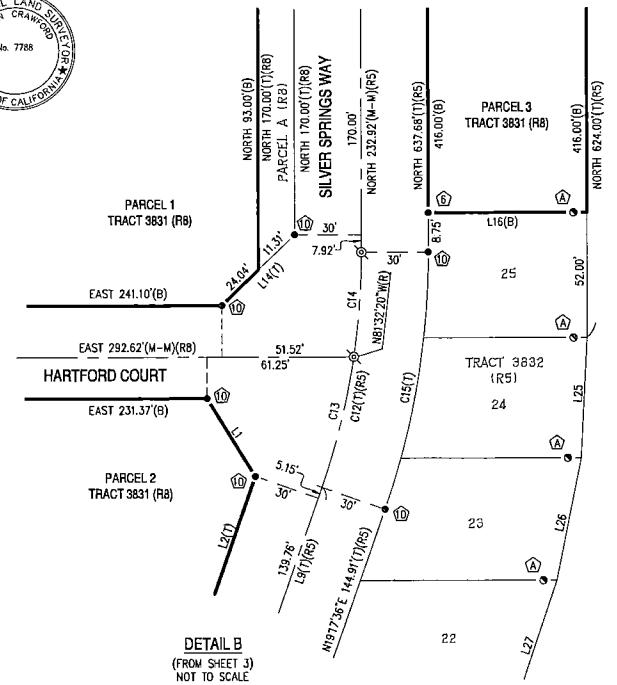 LAND SURVEYOR
CRAWFORD
No. 7788
OF CALIFORNIA
NORTH 93.00'(B)
NORTH 170.00'(T)(R8)
PARCEL A (R8)
NORTH 170.00'(T)(R8)
SILVER SPRINGS WAY
170.00'
NORTH 232.92'(M-M)(R5)
NORTH 637.68'(T)(R5)
416.00'(B)
PARCEL 3
TRACT 3831 (R8)
416.00'(B)
NORTH 624.00'(T)(R5)
PARCEL 1
TRACT 3831 (R8)
10
30'
11.31'
L14(T)
24.04'
7.92'
30'
6
8.75'
10
L16(B)
A
25
52.00'
EAST 241.10'(B)
10
C14
N81°32'20"W(R)
A
EAST 292.62'(M-M)(R8)
51.52'
61.25'
HARTFORD COURT
TRACT 3832
(R5)
24
L25
EAST 231.37'(B)
10
C13
C12(T)(R5)
C15(T)
L1
PARCEL 2
TRACT 3831 (R8)
10
5.15'
30'
30'
10
A
23
L26
L2(T)
139.76'
L9(T)(R5)
N19°17'36"E 144.91'(T)(R5)
A
22
L27
DETAIL B
(FROM SHEET 3)
NOT TO SCALE